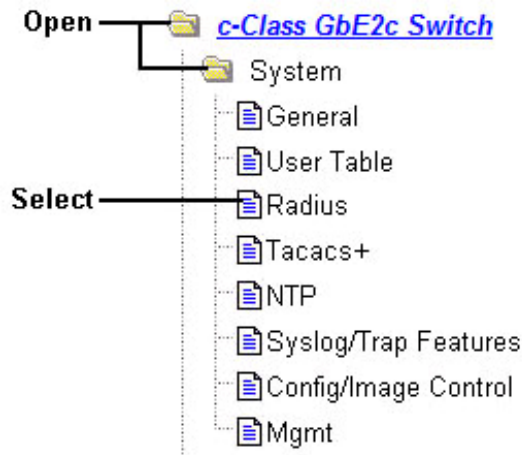 Open c-Class GbE2c Switch
System
General
User Table
Select Radius
Tacacs+
NTP
Syslog/Trap Features
Config/Image Control
Mgmt